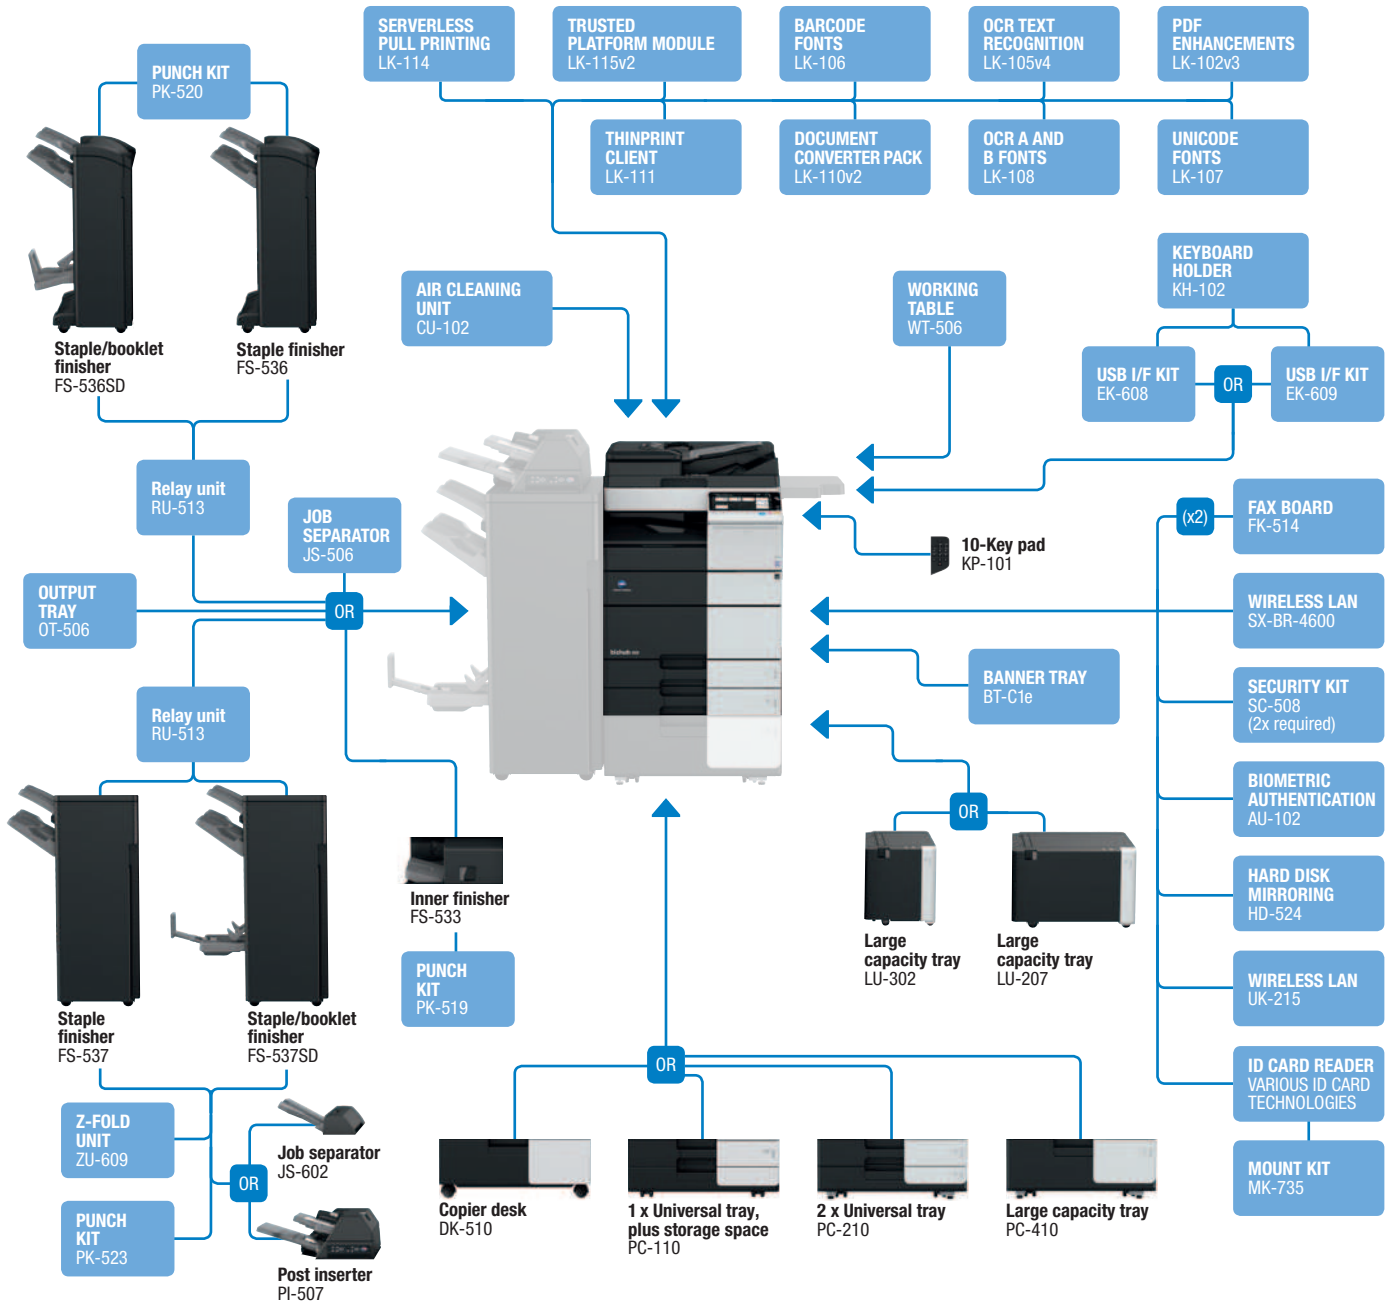 SERVERLESS
PULL PRINTING
LK-114
TRUSTED
PLATFORM MODULE
LK-115v2
BARCODE
FONTS
LK-106
OCR TEXT
RECOGNITION
LK-105v4
PDF
ENHANCEMENTS
LK-102v3
PUNCH KIT
PK-520
THINPRINT
CLIENT
LK-111
DOCUMENT
CONVERTER PACK
LK-110v2
OCR A AND
B FONTS
LK-108
UNICODE
FONTS
LK-107
Staple/booklet
finisher
FS-536SD
Staple finisher
FS-536
AIR CLEANING
UNIT
CU-102
WORKING
TABLE
WT-506
KEYBOARD
HOLDER
KH-102
USB I/F KIT
EK-608
OR
USB I/F KIT
EK-609
Relay unit
RU-513
JOB
SEPARATOR
JS-506
10-Key pad
KP-101
(x2)
FAX BOARD
FK-514
OUTPUT
TRAY
OT-506
OR
WIRELESS LAN
SX-BR-4600
BANNER TRAY
BT-C1e
SECURITY KIT
SC-508
(2x required)
Relay unit
RU-513
bizhub
OR
BIOMETRIC
AUTHENTICATION
AU-102
Inner finisher
FS-533
PUNCH
KIT
PK-519
Large
capacity tray
LU-302
Large
capacity tray
LU-207
HARD DISK
MIRRORING
HD-524
WIRELESS LAN
UK-215
Staple
finisher
FS-537
Staple/booklet
finisher
FS-537SD
OR
ID CARD READER
VARIOUS ID CARD
TECHNOLOGIES
Z-FOLD
UNIT
ZU-609
Job separator
JS-602
OR
PUNCH
KIT
PK-523
Post inserter
PI-507
Copier desk
DK-510
1 x Universal tray,
plus storage space
PC-110
2 x Universal tray
PC-210
Large capacity tray
PC-410
MOUNT KIT
MK-735